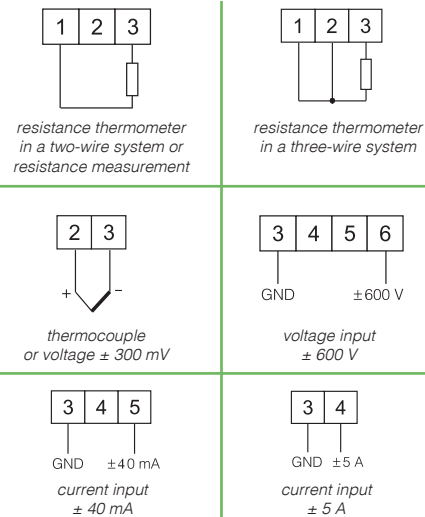 1 2 3
resistance thermometer
in a two-wire system or
resistance measurement
1 2 3
resistance thermometer
in a three-wire system
2 3
+ -
thermocouple
or voltage ± 300 mV
3 4 5 6
GND ±600 V
voltage input
± 600 V
3 4 5
GND ±40 mA
current input
± 40 mA
3 4
GND ±5 A
current input
± 5 A